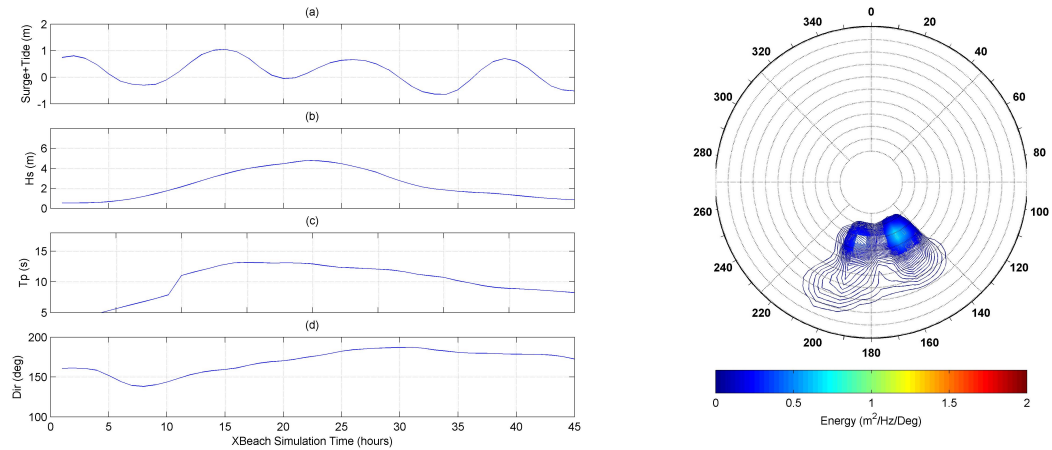 (a)
2
1
0
-1
Surge+Tide (m)
(b)
6
4
2
0
Hs (m)
(c)
15
10
5
Tp (s)
(d)
200
150
100
Dir (deg)
0 5 10 15 20 25 30 35 40 45
XBeach Simulation Time (hours)
0
20
40
60
80
100
120
140
160
180
200
220
240
260
280
300
320
340
0 0.5 1 1.5 2
Energy (m²/Hz/Deg)